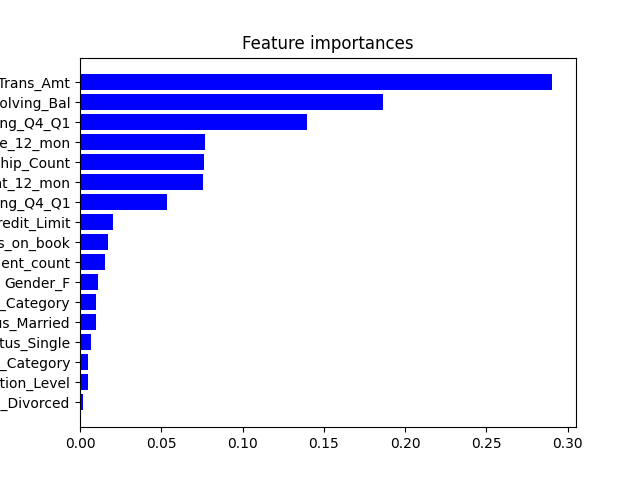 Feature importances
Trans_Amt
olving_Bal
ng_Q4_Q1
e_12_mon
hip_Count
nt_12_mon
ng_Q4_Q1
redit_Limit
s_on_book
ent_count
Gender_F
_Category
us_Married
tus_Single
_Category
tion_Level
_Divorced
0.00 0.05 0.10 0.15 0.20 0.25 0.30